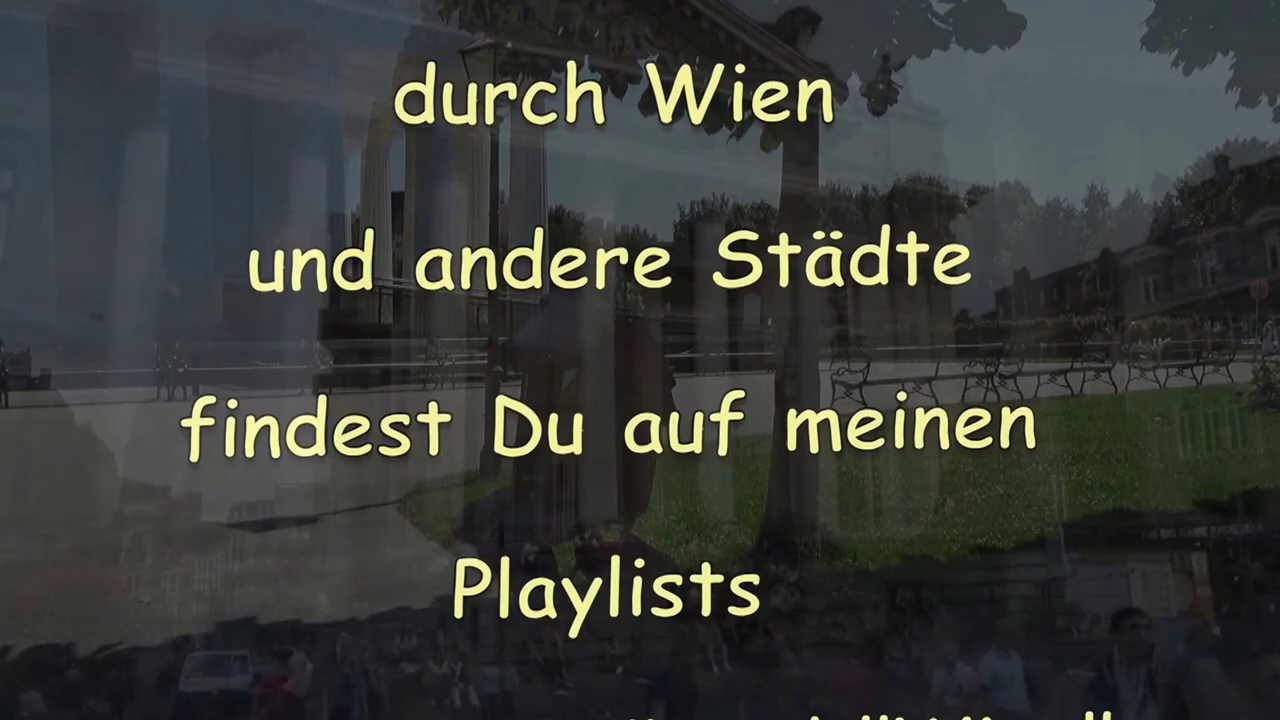 durch Wien
und andere Städte
findest Du auf meinen
Playlists